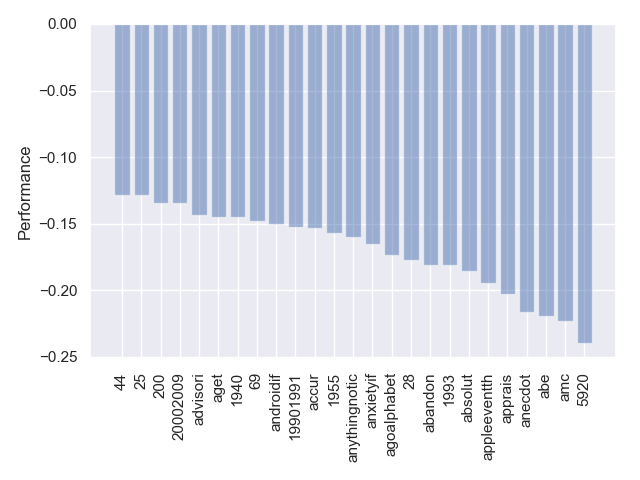 0.00
−0.05
−0.10
−0.15
−0.20
−0.25
Performance
44
25
200
20002009
advisori
aget
1940
69
androidif
19901991
accur
1955
anythingnotic
anxietyif
agoalphabet
28
abandon
1993
absolut
appleeventth
apprais
anecdot
abe
amc
5920